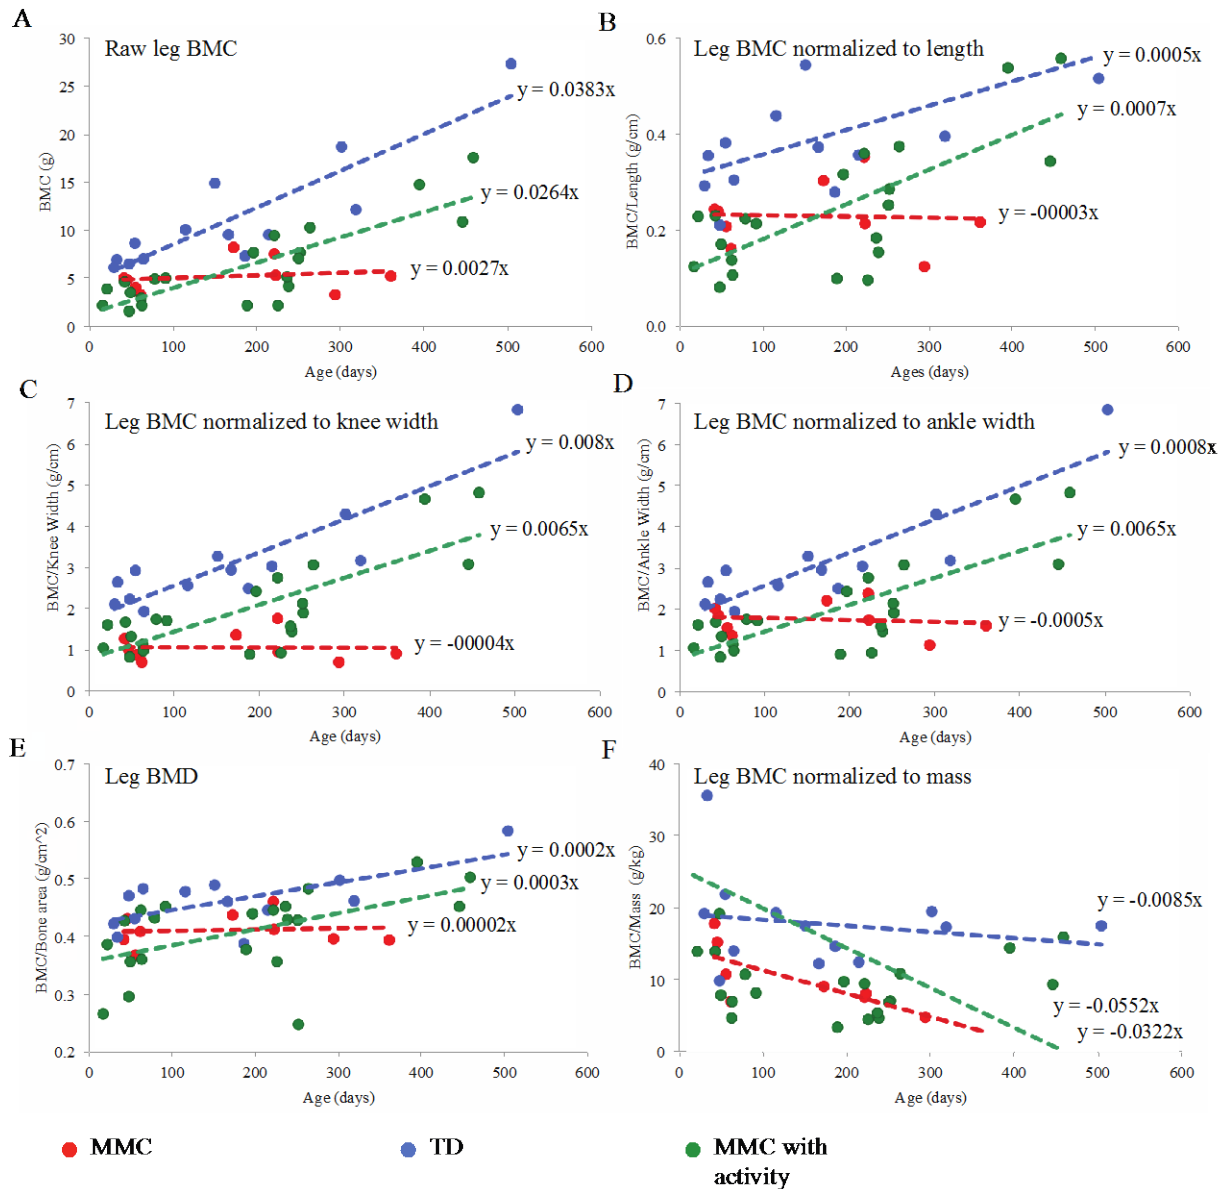 A
Raw leg BMC
BMC (g)
30
25
20
15
10
5
0
0 100 200 300 400 500 600
Age (days)
y = 0.0383x
y = 0.0264x
y = 0.0027x
B
Leg BMC normalized to length
BMC/Length (g/cm)
0.6
0.4
0.2
0.0
0 100 200 300 400 500 600
Ages (days)
y = 0.0005x
y = 0.0007x
y = -00003x
C
Leg BMC normalized to knee width
BMC/Knee Width (g/cm)
7
6
5
4
3
2
1
0
0 100 200 300 400 500 600
Age (days)
y = 0.008x
y = 0.0065x
y = -00004x
D
Leg BMC normalized to ankle width
BMC/Ankle Width (g/cm)
7
6
5
4
3
2
1
0
0 100 200 300 400 500 600
Age (days)
y = 0.0008x
y = 0.0065x
y = -0.0005x
E
Leg BMD
BMC/Bone area (g/cm^2)
0.7
0.6
0.5
0.4
0.3
0.2
0 100 200 300 400 500 600
Age (days)
y = 0.0002x
y = 0.0003x
y = 0.00002x
F
Leg BMC normalized to mass
BMC/Mass (g/kg)
40
30
20
10
0
0 100 200 300 400 500 600
Age (days)
y = -0.0085x
y = -0.0552x
y = -0.0322x
MMC
TD
MMC with
activity